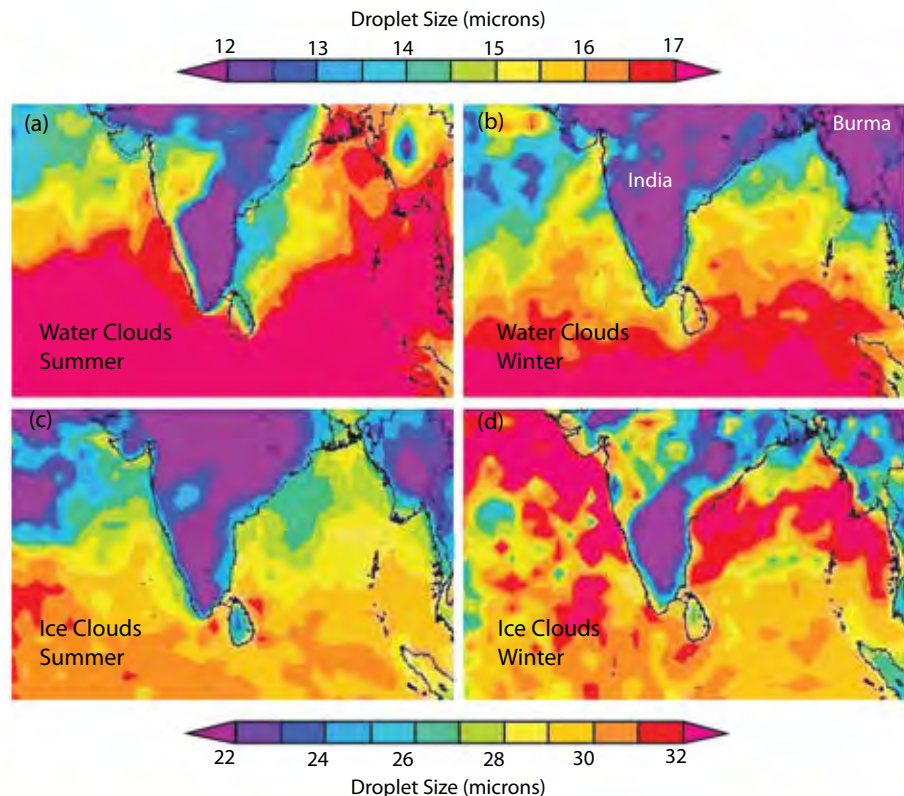 Droplet Size (microns)
12 13 14 15 16 17
(a)
(b)
Burma
India
Water Clouds
Summer
Water Clouds
Winter
(c)
(d)
Ice Clouds
Summer
Ice Clouds
Winter
22 24 26 28 30 32
Droplet Size (microns)